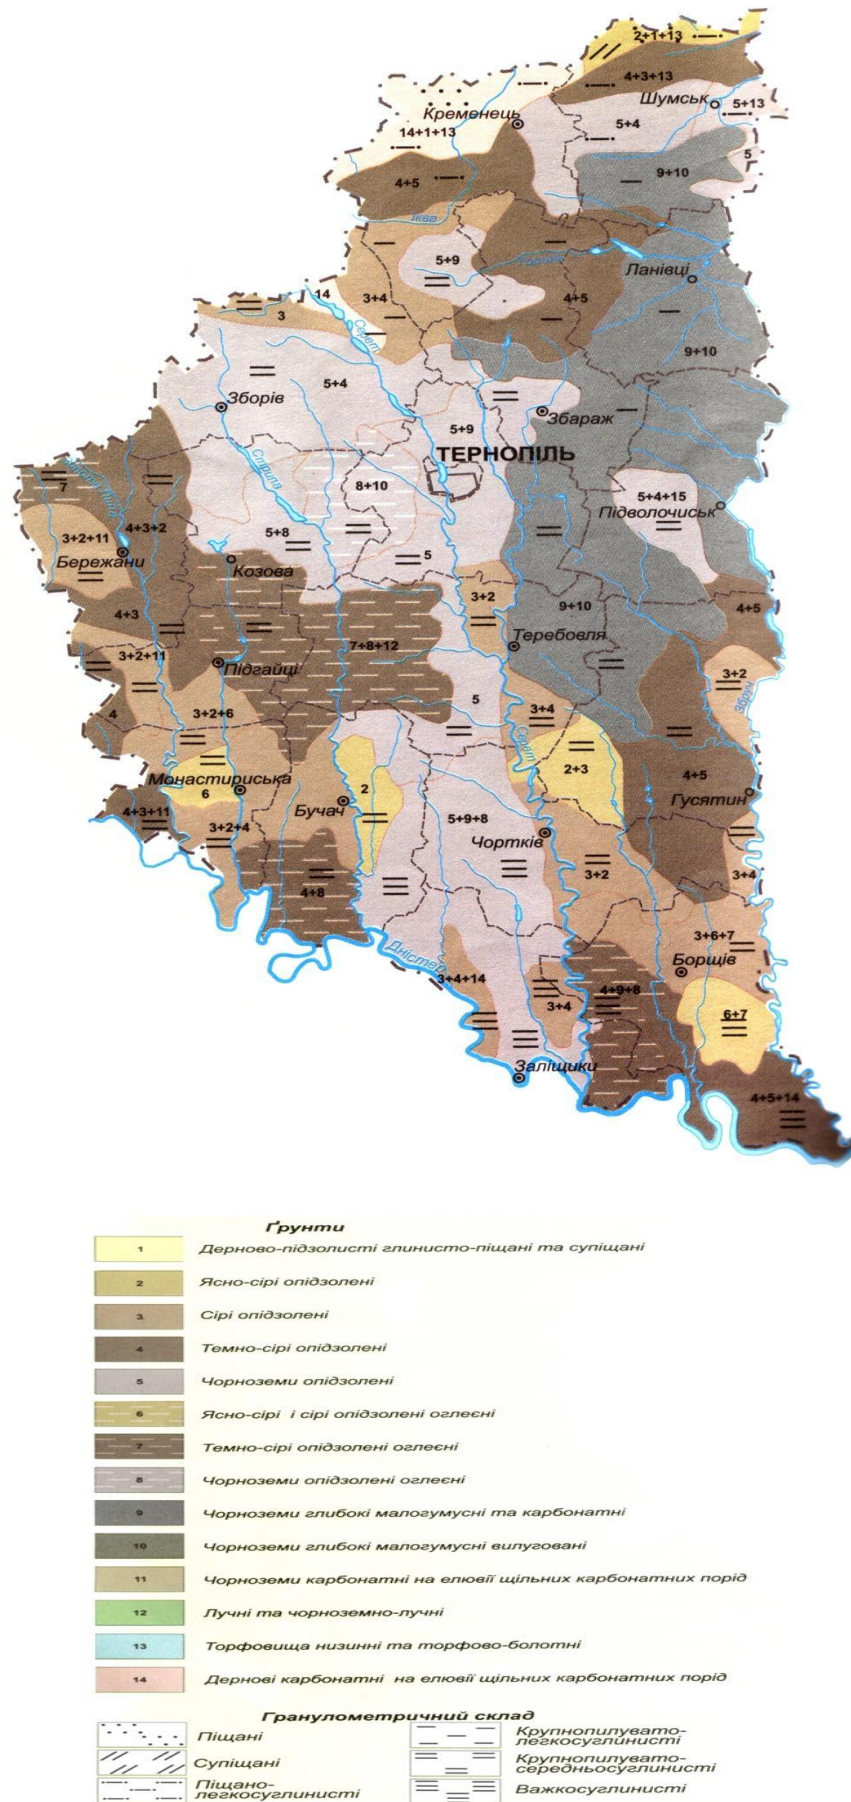 2+1+13
4+3+13
Шумськ
5+13
Кременець
14+1+13
5+4
5
4+5
9+10
Іква
5+9
Ланівці
14
3+4
4+5
3
Серет
9+10
5+4
Зборів
Збараж
5+9
ТЕРНОПІЛЬ
Стрипа
7
8+10
5+4+15
4+3+2
Підволочиськ
3+2+11
5+8
Бережани
Козова
5
3+2
9+10
4+5
4+3
Теребовля
7+8+12
3+2+11
Підгайці
3+2
5
Збруч
4
3+2+6
3+4
Серет
2+3
4+5
Монастириська
6
2
Гусятин
Бучач
4+3+11
3+2+4
5+9+8
Чортків
3+2
3+4
4+8
3+6+7
Дністер
Борщів
3+4+14
4+9+8
3+4
6+7
Заліщики
4+5+14
Ґрунти
1 Дерново-підзолисті глинисто-піщані та супіщані
2 Ясно-сірі опідзолені
3 Сірі опідзолені
4 Темно-сірі опідзолені
5 Чорноземи опідзолені
6 Ясно-сірі і сірі опідзолені оглеєні
7 Темно-сірі опідзолені оглеєні
8 Чорноземи опідзолені оглеєні
9 Чорноземи глибокі малогумусні та карбонатні
10 Чорноземи глибокі малогумусні вилуговані
11 Чорноземи карбонатні на елювії щільних карбонатних порід
12 Лучні та чорноземно-лучні
13 Торфовища низинні та торфово-болотні
14 Дернові карбонатні на елювії щільних карбонатних порід
Гранулометричний склад
Піщані
Супіщані
Піщано-
легкосуглинисті
Крупнопилувато-
легкосуглинисті
Крупнопилувато-
середньосуглинисті
Важкосуглинисті